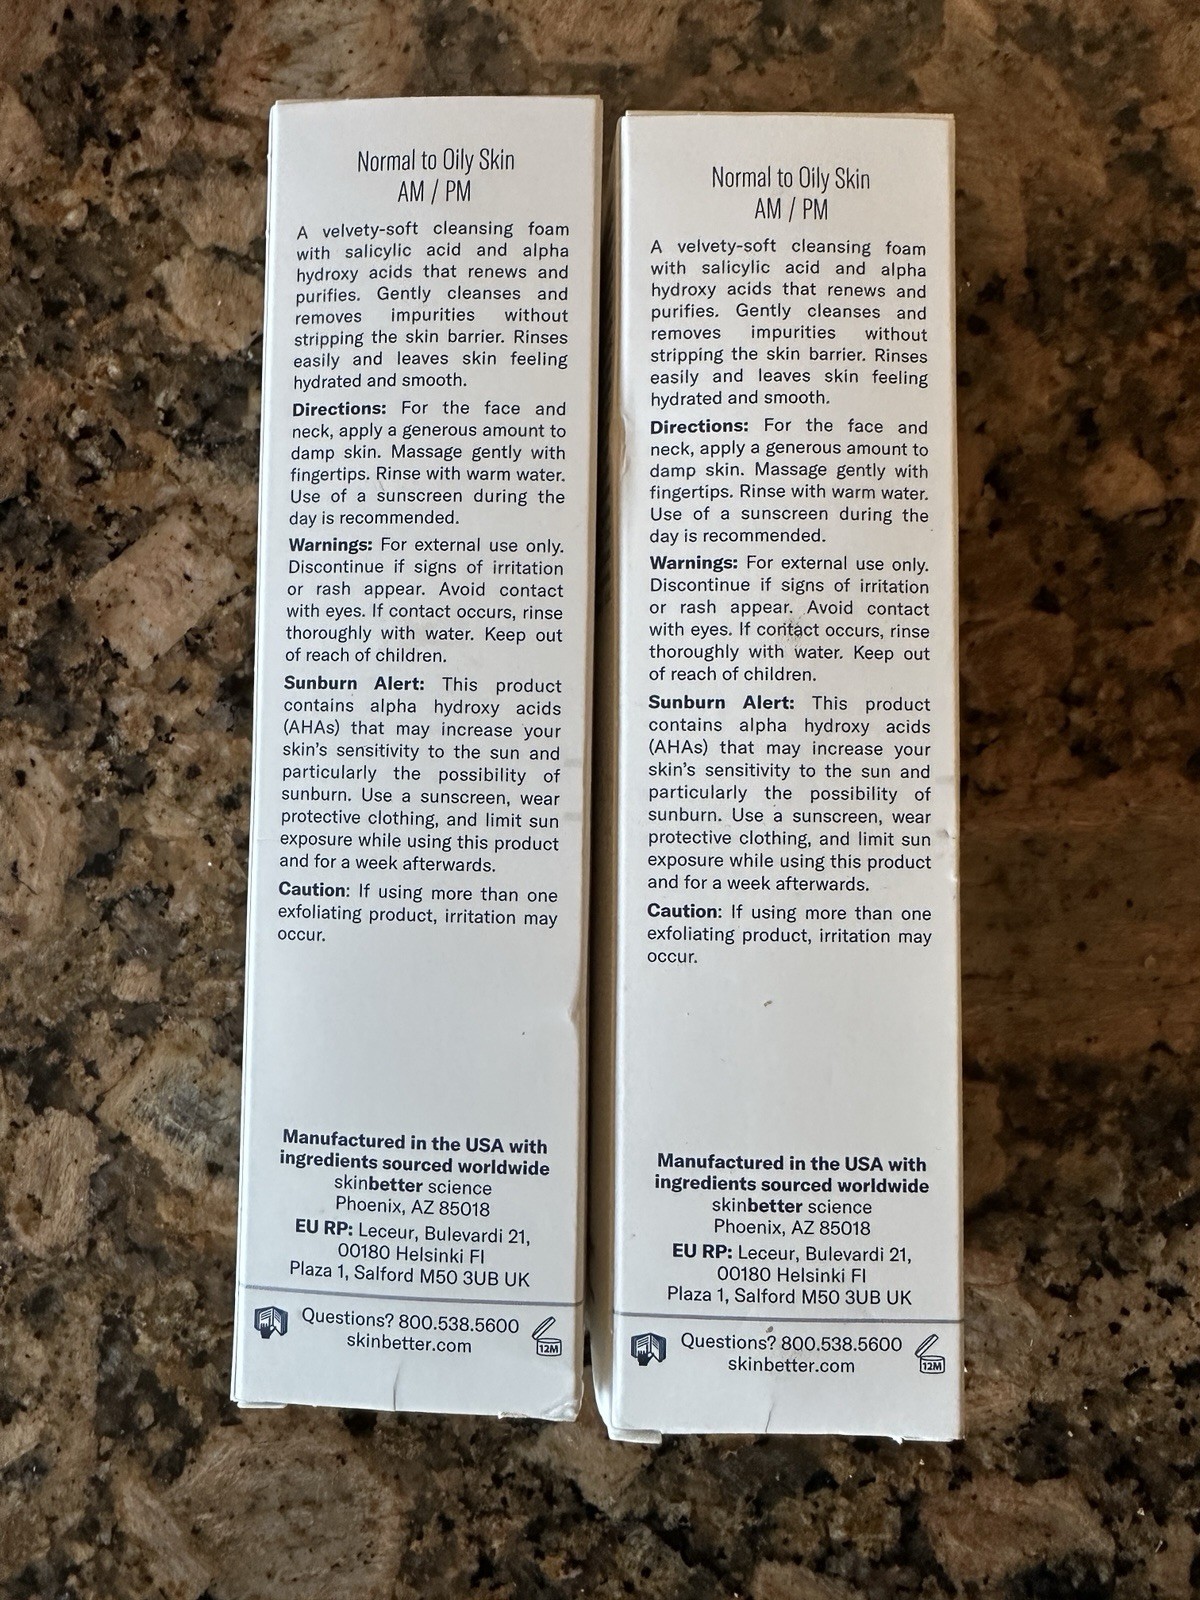 Normal to Oily Skin
AM / PM
A velvety-soft cleansing foam
with salicylic acid and alpha
hydroxy acids that renews and
purifies. Gently cleanses and
removes impurities without
stripping the skin barrier. Rinses
easily and leaves skin feeling
hydrated and smooth.
Directions: For the face and
neck, apply a generous amount to
damp skin. Massage gently with
fingertips. Rinse with warm water.
Use of a sunscreen during the
day is recommended.
Warnings: For external use only.
Discontinue if signs of irritation
or rash appear. Avoid contact
with eyes. If contact occurs, rinse
thoroughly with water. Keep out
of reach of children.
Sunburn Alert: This product
contains alpha hydroxy acids
(AHAs) that may increase your
skin's sensitivity to the sun and
particularly the possibility of
sunburn. Use a sunscreen, wear
protective clothing, and limit sun
exposure while using this product
and for a week afterwards.
Caution: If using more than one
exfoliating product, irritation may
occur.
Manufactured in the USA with
ingredients sourced worldwide
skinbetter science
Phoenix, AZ 85018
EU RP: Leceur, Bulevardi 21,
00180 Helsinki FI
Plaza 1, Salford M50 3UB UK
Questions? 800.538.5600
skinbetter.com
12M
Normal to Oily Skin
AM / PM
A velvety-soft cleansing foam
with salicylic acid and alpha
hydroxy acids that renews and
purifies. Gently cleanses and
removes impurities without
stripping the skin barrier. Rinses
easily and leaves skin feeling
hydrated and smooth.
Directions: For the face and
neck, apply a generous amount to
damp skin. Massage gently with
fingertips. Rinse with warm water.
Use of a sunscreen during the
day is recommended.
Warnings: For external use only.
Discontinue if signs of irritation
or rash appear. Avoid contact
with eyes. If contact occurs, rinse
thoroughly with water. Keep out
of reach of children.
Sunburn Alert: This product
contains alpha hydroxy acids
(AHAs) that may increase your
skin's sensitivity to the sun and
particularly the possibility of
sunburn. Use a sunscreen, wear
protective clothing, and limit sun
exposure while using this product
and for a week afterwards.
Caution: If using more than one
exfoliating product, irritation may
occur.
Manufactured in the USA with
ingredients sourced worldwide
skinbetter science
Phoenix, AZ 85018
EU RP: Leceur, Bulevardi 21,
00180 Helsinki FI
Plaza 1, Salford M50 3UB UK
Questions? 800.538.5600
skinbetter.com
12M